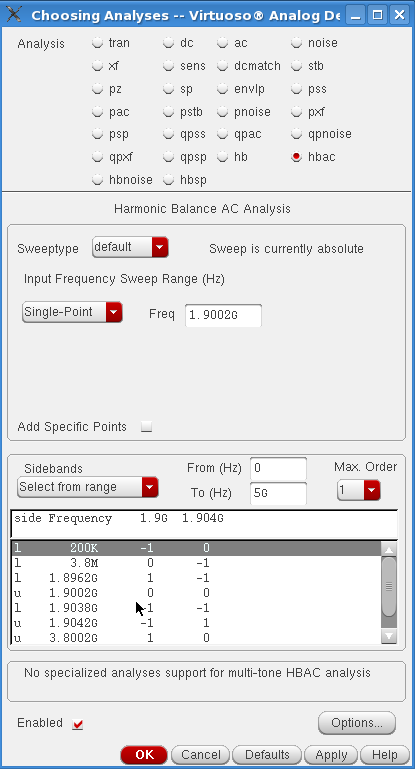 Choosing Analyses -- Virtuoso® Analog De
Analysis
tran dc ac noise
xf sens dcmatch stb
pz sp envlp pss
pac pstb pnoise pxf
psp qpss qpac qpnoise
qpxf qpsp hb hbac
hbnoise hbsp
Harmonic Balance AC Analysis
Sweeptype default Sweep is currently absolute
Input Frequency Sweep Range (Hz)
Single-Point Freq 1.9002G
Add Specific Points
Sidebands From (Hz) 0 Max. Order
Select from range To (Hz) 5G 1
side Frequency 1.9G 1.904G
l 200K -1 0
l 3.8M 0 -1
l 1.8962G 1 -1
u 1.9002G 0 0
l 1.9038G -1 -1
u 1.9042G -1 1
u 3.8002G 1 0
No specialized analyses support for multi-tone HBAC analysis
Enabled Options...
OK Cancel Defaults Apply Help